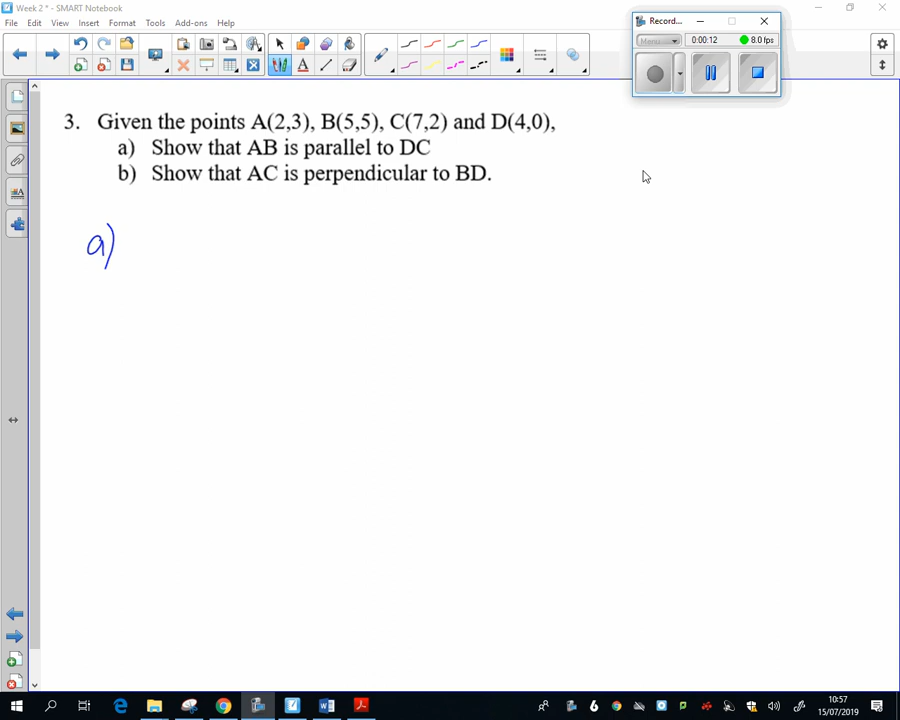 Week 2 * - SMART Notebook
File Edit View Insert Format Tools Add-ons Help
Record...
Menu
0:00:12
8.0 fps
3. Given the points A(2,3), B(5,5), C(7,2) and D(4,0),
a) Show that AB is parallel to DC
b) Show that AC is perpendicular to BD.
a)
10:57
15/07/2019